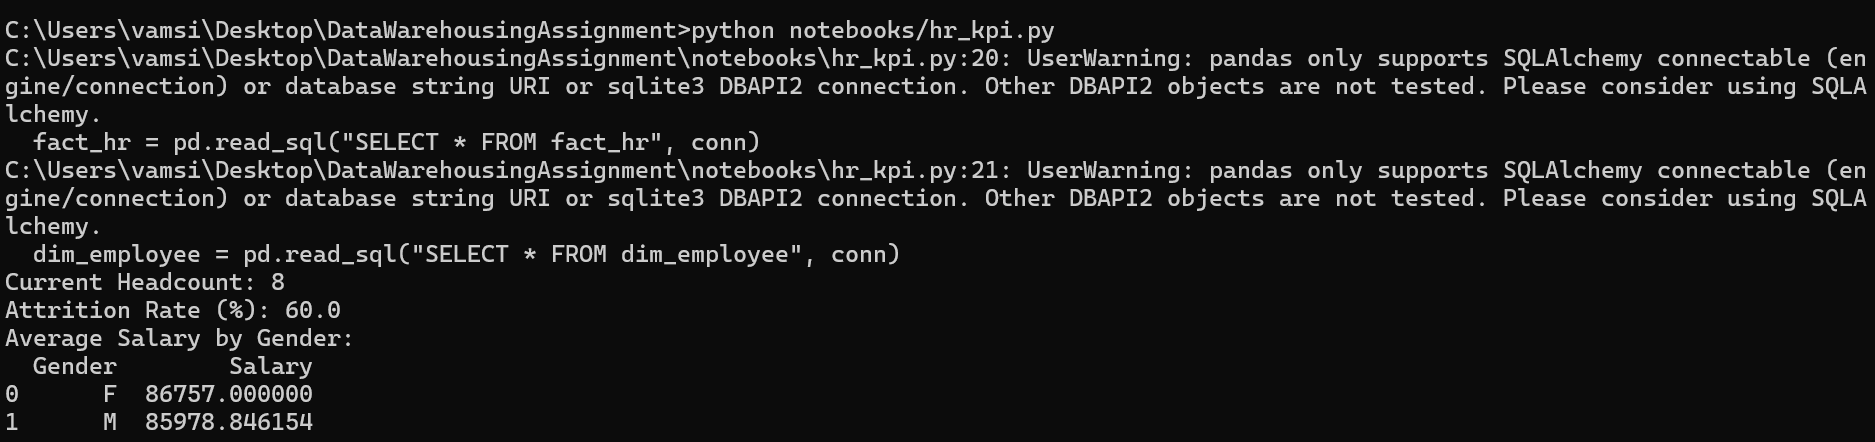 C:\Users\vamsi\Desktop\DataWarehousingAssignment>python notebooks/hr_kpi.py
C:\Users\vamsi\Desktop\DataWarehousingAssignment\notebooks\hr_kpi.py:20: UserWarning: pandas only supports SQLAlchemy connectable (en
gine/connection) or database string URI or sqlite3 DBAPI2 connection. Other DBAPI2 objects are not tested. Please consider using SQLA
lchemy.
  fact_hr = pd.read_sql("SELECT * FROM fact_hr", conn)
C:\Users\vamsi\Desktop\DataWarehousingAssignment\notebooks\hr_kpi.py:21: UserWarning: pandas only supports SQLAlchemy connectable (en
gine/connection) or database string URI or sqlite3 DBAPI2 connection. Other DBAPI2 objects are not tested. Please consider using SQLA
lchemy.
  dim_employee = pd.read_sql("SELECT * FROM dim_employee", conn)
Current Headcount: 8
Attrition Rate (%): 60.0
Average Salary by Gender:
  Gender        Salary
0      F  86757.000000
1      M  85978.846154